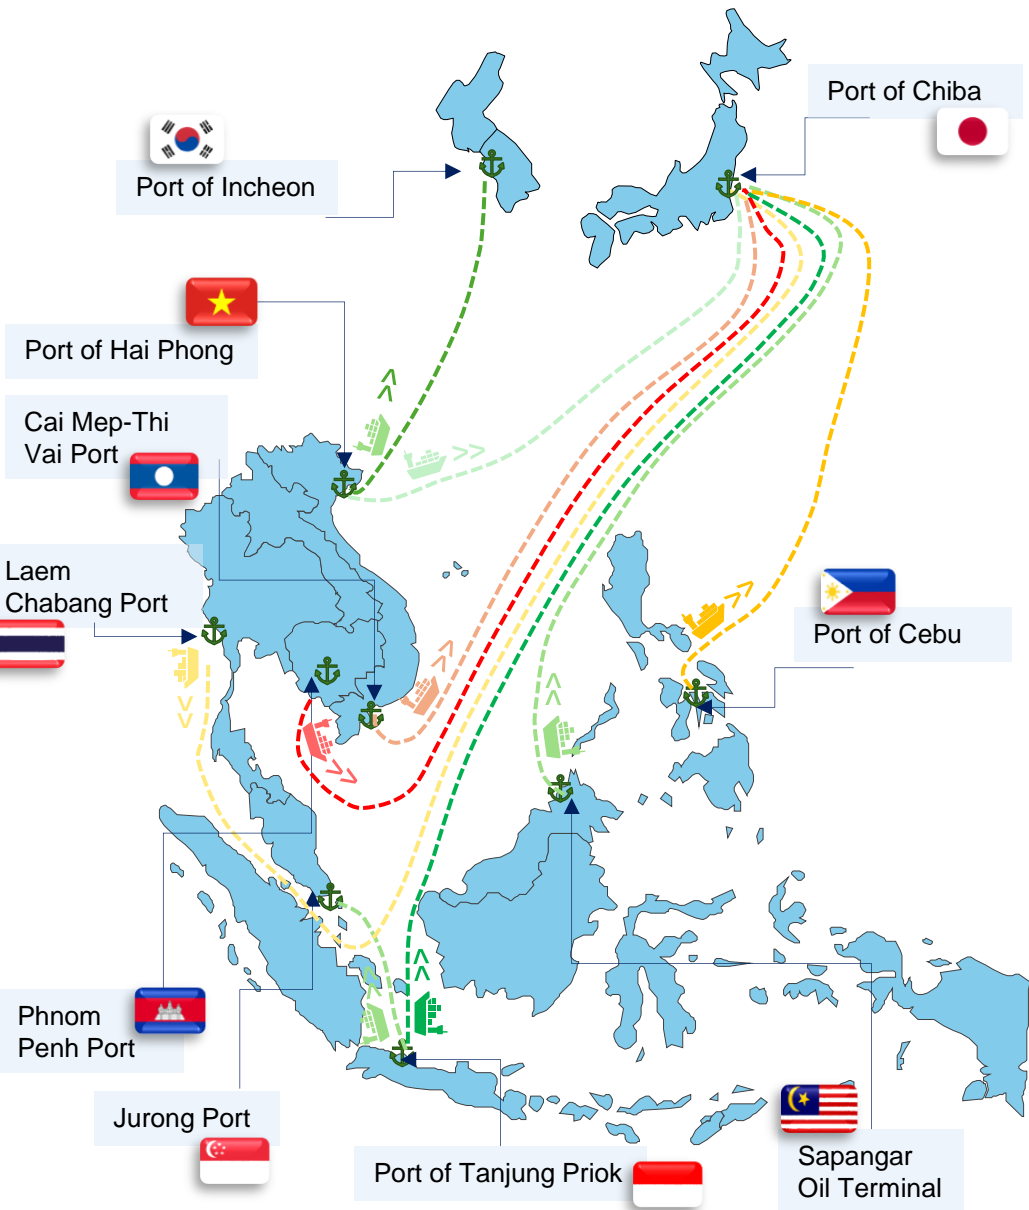 Port of Chiba
Port of Incheon
Port of Hai Phong
Cai Mep-Thi
Vai Port
Laem
Chabang Port
Port of Cebu
Phnom
Penh Port
Jurong Port
Port of Tanjung Priok
Sapangar
Oil Terminal